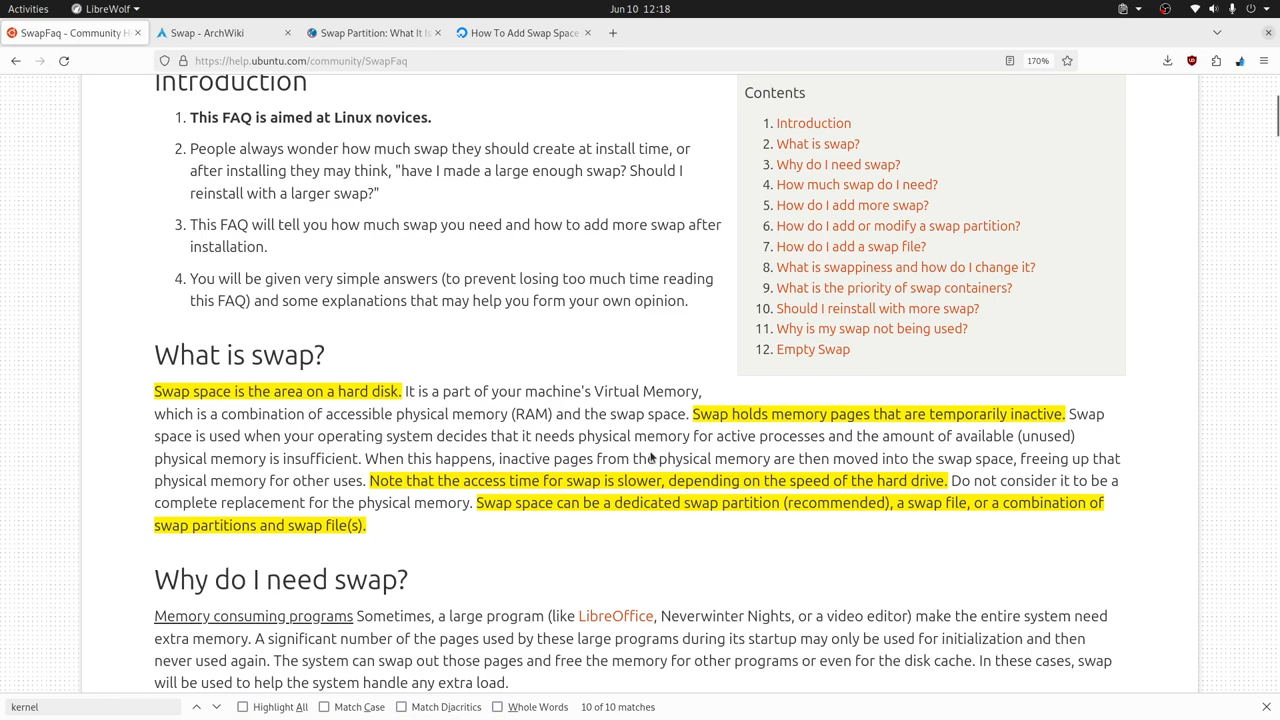 Activities LibreWolf Jun 10 12:18
SwapFaq - Community H Swap - ArchWiki Swap Partition: What It Is How To Add Swap Space
https://help.ubuntu.com/community/SwapFaq 170%
Introduction
1. This FAQ is aimed at Linux novices.
2. People always wonder how much swap they should create at install time, or
after installing they may think, "have I made a large enough swap? Should I
reinstall with a larger swap?"
3. This FAQ will tell you how much swap you need and how to add more swap after
installation.
4. You will be given very simple answers (to prevent losing too much time reading
this FAQ) and some explanations that may help you form your own opinion.
Contents
1. Introduction
2. What is swap?
3. Why do I need swap?
4. How much swap do I need?
5. How do I add more swap?
6. How do I add or modify a swap partition?
7. How do I add a swap file?
8. What is swappiness and how do I change it?
9. What is the priority of swap containers?
10. Should I reinstall with more swap?
11. Why is my swap not being used?
12. Empty Swap
What is swap?
Swap space is the area on a hard disk. It is a part of your machine's Virtual Memory,
which is a combination of accessible physical memory (RAM) and the swap space. Swap holds memory pages that are temporarily inactive. Swap
space is used when your operating system decides that it needs physical memory for active processes and the amount of available (unused)
physical memory is insufficient. When this happens, inactive pages from the physical memory are then moved into the swap space, freeing up that
physical memory for other uses. Note that the access time for swap is slower, depending on the speed of the hard drive. Do not consider it to be a
complete replacement for the physical memory. Swap space can be a dedicated swap partition (recommended), a swap file, or a combination of
swap partitions and swap file(s).
Why do I need swap?
Memory consuming programs Sometimes, a large program (like LibreOffice, Neverwinter Nights, or a video editor) make the entire system need
extra memory. A significant number of the pages used by these large programs during its startup may only be used for initialization and then
never used again. The system can swap out those pages and free the memory for other programs or even for the disk cache. In these cases, swap
will be used to help the system handle any extra load.
kernel Highlight All Match Case Match Diacritics Whole Words 10 of 10 matches